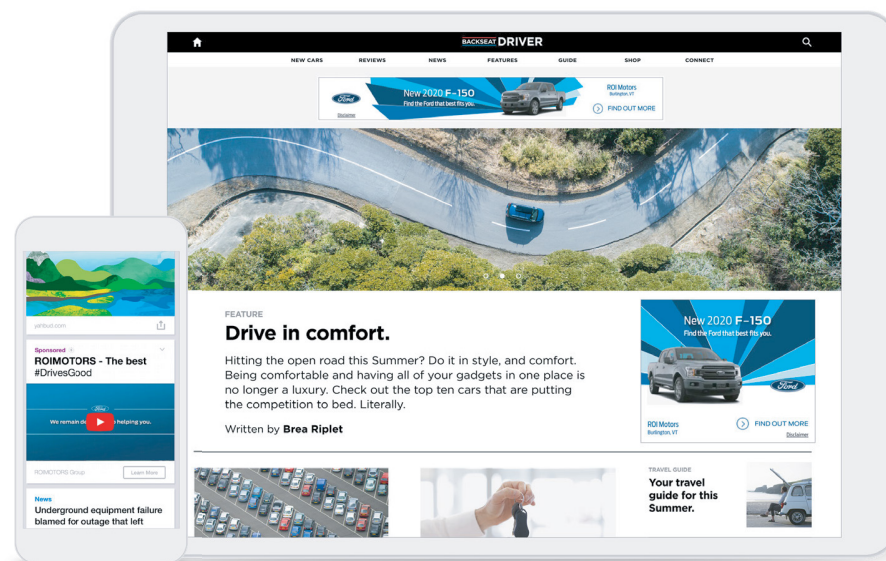 BACKSEAT DRIVER
NEW CARS REVIEWS NEWS FEATURES GUIDE SHOP CONNECT
Ford
Disclaimer
New 2020 F-150
Find the Ford that best fits you.
ROI Motors
Burlington, VT
FIND OUT MORE
FEATURE
Drive in comfort.
Hitting the open road this Summer? Do it in style, and comfort.
Being comfortable and having all of your gadgets in one place is
no longer a luxury. Check out the top ten cars that are putting
the competition to bed. Literally.
Written by Brea Riplet
New 2020 F-150
Find the Ford that best fits you.
Ford
ROI Motors
Burlington, VT
FIND OUT MORE
Disclaimer
TRAVEL GUIDE
Your travel
guide for this
Summer.
Sponsored
ROIMOTORS - The best
#DrivesGood
Ford
We remain helping you.
ROIMOTORS Group
Learn More
News
Underground equipment failure
blamed for outage that left